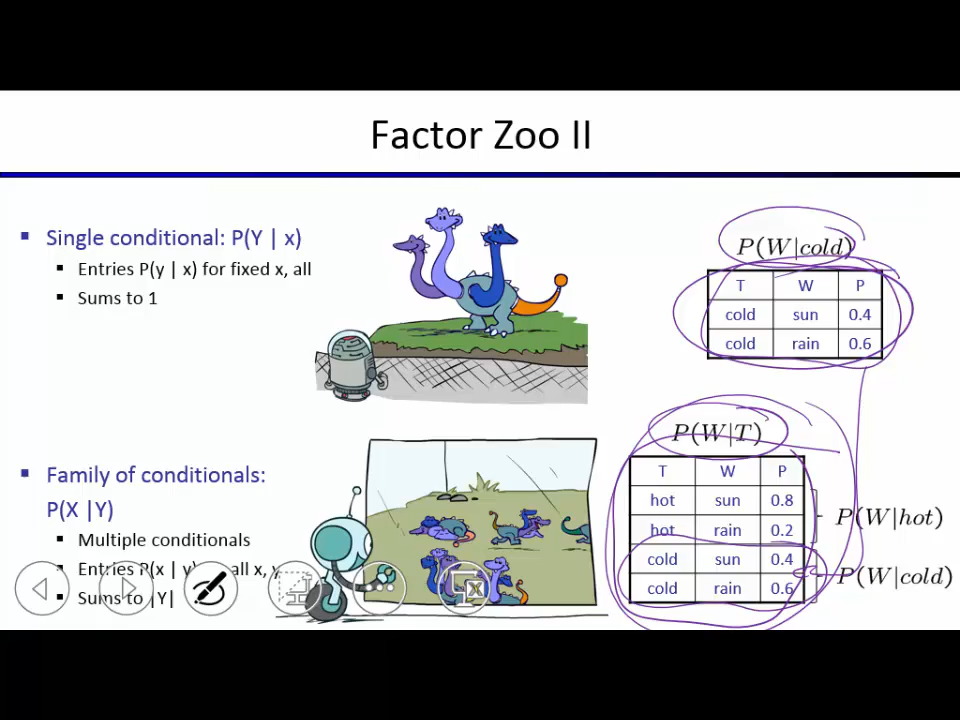 Factor Zoo II
Single conditional: P(Y | x)
Entries P(y | x) for fixed x, all
Sums to 1
P(W|cold)
T W P
cold sun 0.4
cold rain 0.6
Family of conditionals:
P(X |Y)
Multiple conditionals
Entries P(x | y) all x, y
Sums to |Y|
P(W|T)
T W P
hot sun 0.8
hot rain 0.2
cold sun 0.4
cold rain 0.6
P(W|hot)
P(W|cold)